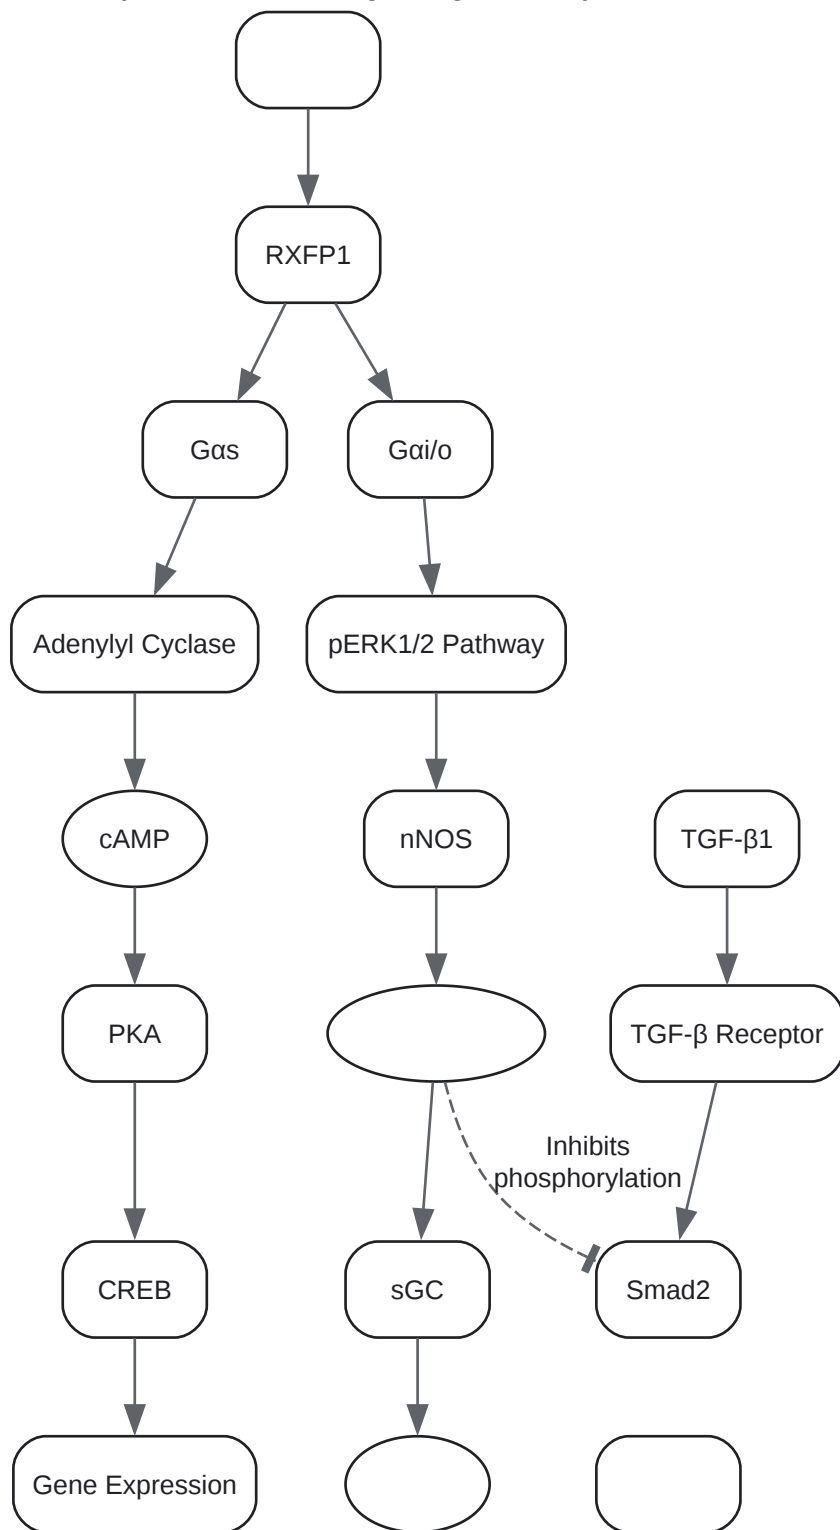 RXFP1
Gαs
Gαi/o
Adenylyl Cyclase
pERK1/2 Pathway
cAMP
nNOS
TGF-β1
PKA
TGF-β Receptor
Inhibits
phosphorylation
CREB
sGC
Smad2
Gene Expression